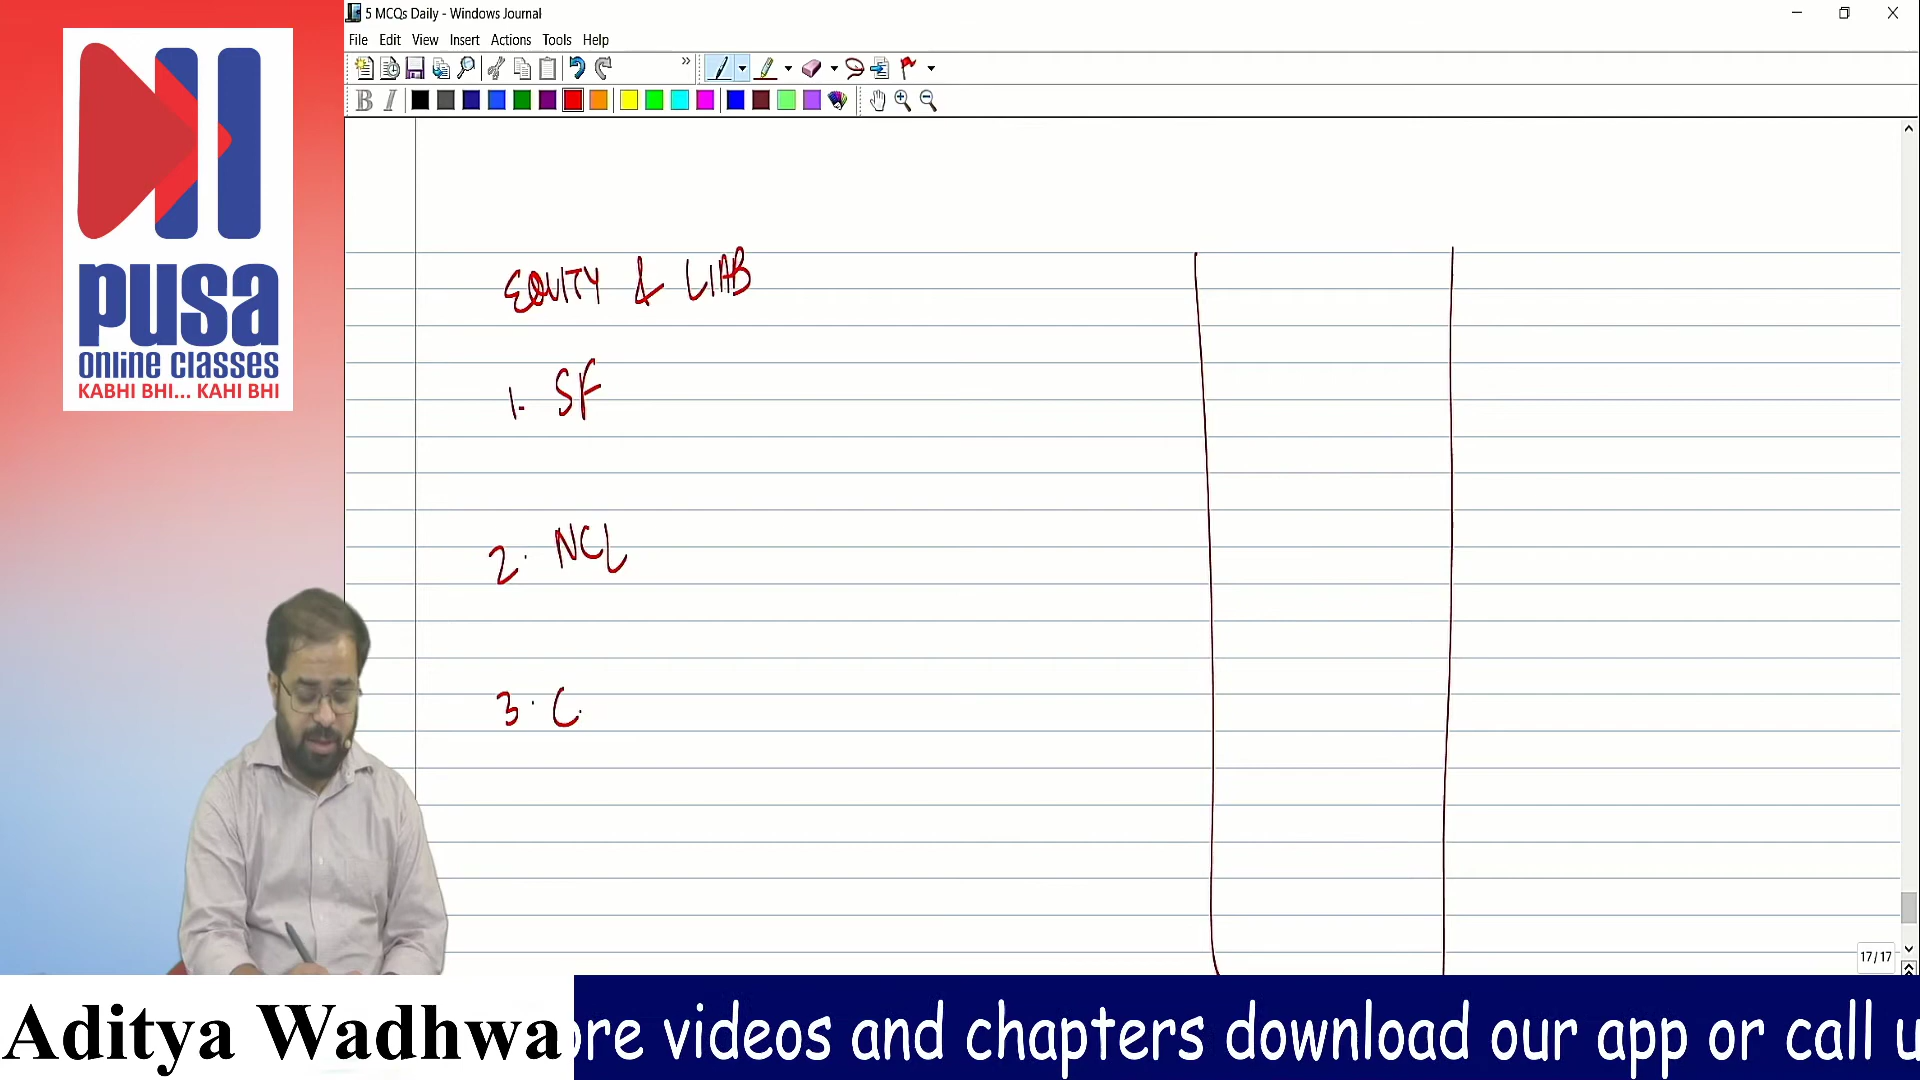 5 MCQs Daily - Windows Journal
File Edit View Insert Actions Tools Help
B I
PUSA
ONLINE CLASSES
KABHI BHI... KAHI BHI
EQUITY & LIAB
1. SF
2. NCL
3. C
17/17
Aditya Wadhwa
ore videos and chapters download our app or call u